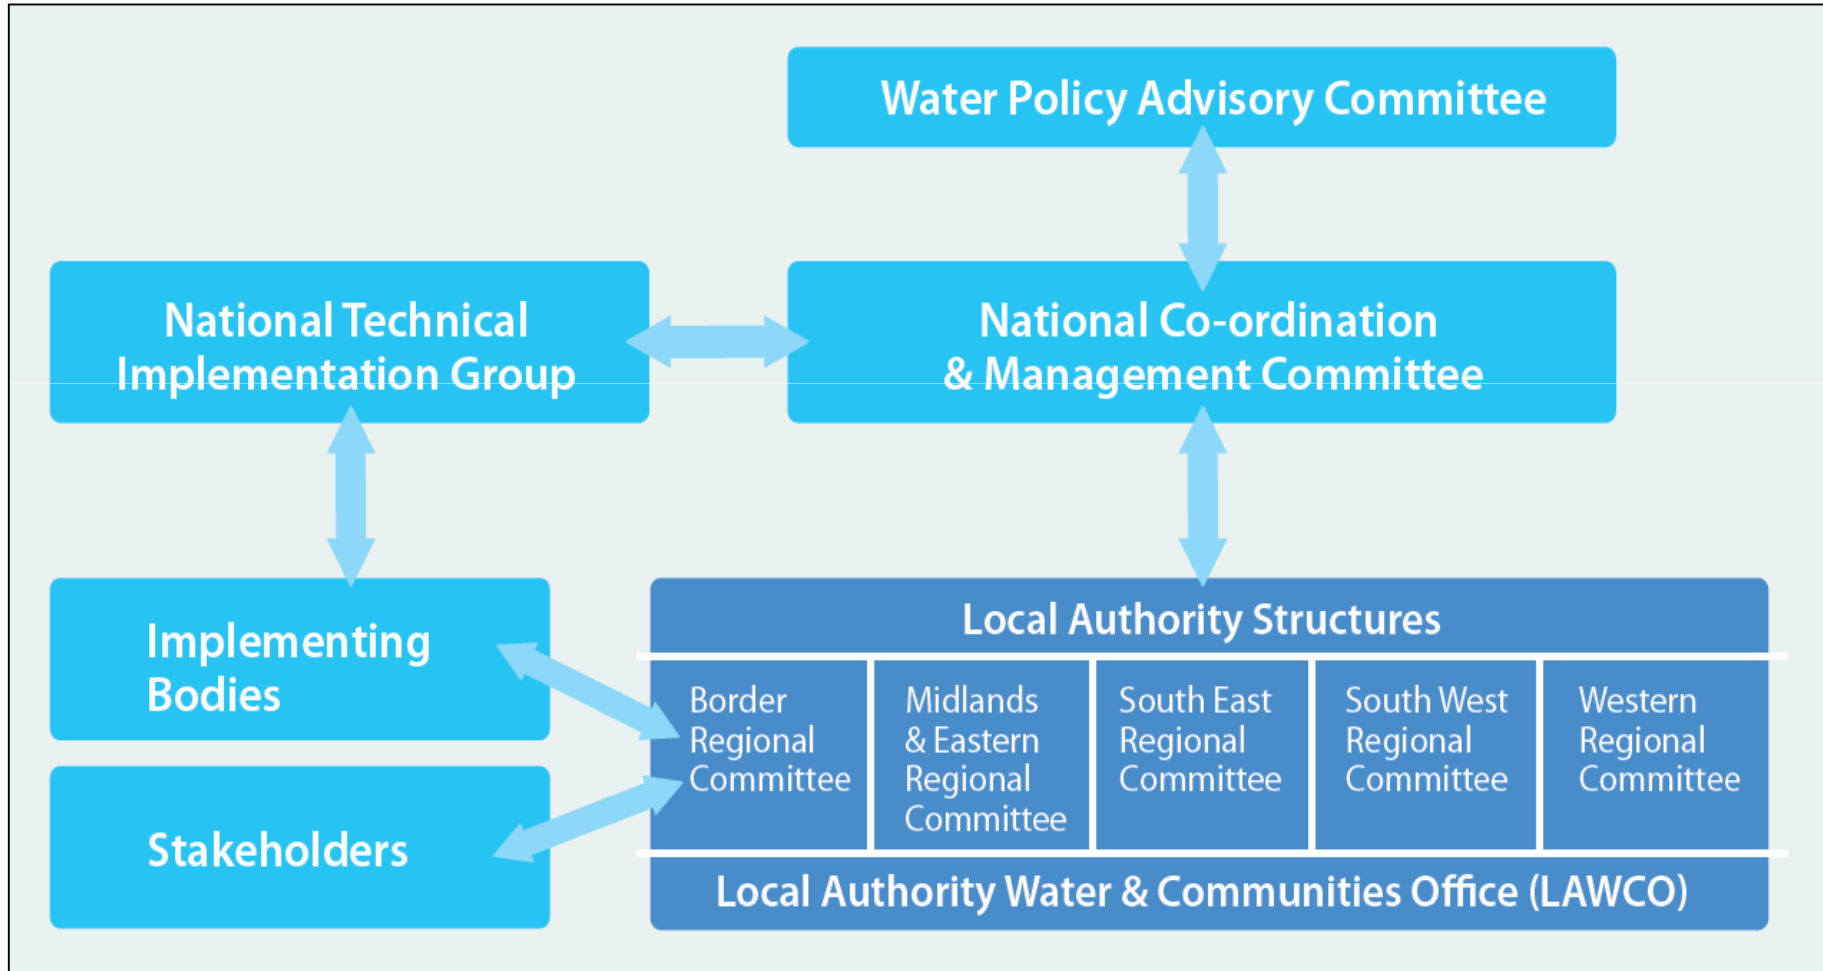 Water Policy Advisory Committee
National Technical
Implementation Group
National Co-ordination
& Management Committee
Implementing
Bodies
Stakeholders
Local Authority Structures
Border
Regional
Committee
Midlands
& Eastern
Regional
Committee
South East
Regional
Committee
South West
Regional
Committee
Western
Regional
Committee
Local Authority Water & Communities Office (LAWCO)